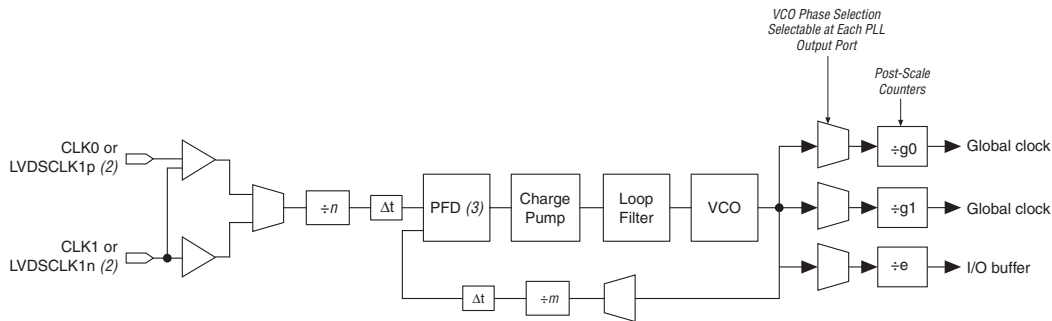 VCO Phase Selection
Selectable at Each PLL
Output Port
Post-Scale
Counters
CLK0 or
LVDSCLK1p (2)
÷g0
Global clock
÷n
Δt
PFD (3)
Charge
Pump
Loop
Filter
VCO
÷g1
Global clock
CLK1 or
LVDSCLK1n (2)
÷e
I/O buffer
Δt
÷m